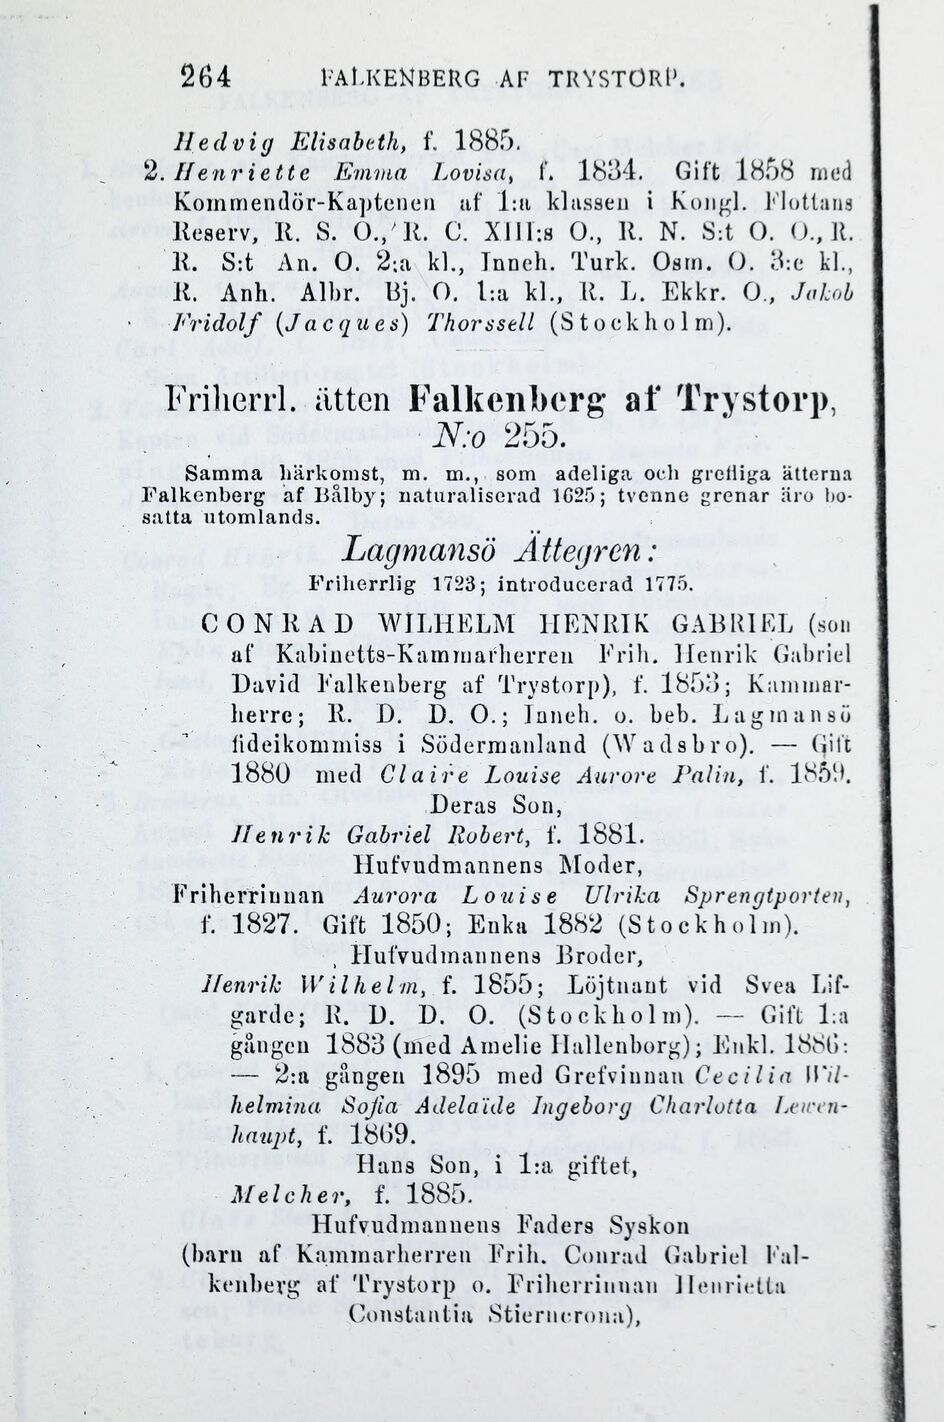 264 FALKENBERG AF TRYSTORP.
Hedvig Elisabeth, f. 1885.
2. Henriette Emma Lovisa, f. 1834. Gift 1858 med
Kommendör-Kaptenen af 1:a klassen i Kongl. Flottans
Reserv, R. S. O., R. C. XIII:s O., R. N. S:t O. O., R.
R. S:t An. O. 2:a kl., Inneh. Turk. Osm. O. 3:e kl.,
R. Anh. Albr. Bj. O. 1:a kl., R. L. Ekkr. O., Jakob
Fridolf (Jacques) Thorssell (Stockholm).
Friherrl. ätten Falkenberg af Trystorp,
N:o 255.
Samma härkomst, m. m., som adeliga och grefliga ätterna
Falkenberg af Bålby; naturaliserad 1625; tvenne grenar äro bo-
satta utomlands.
Lagmansö Ättegren:
Friherrlig 1723; introducerad 1775.
CONRAD WILHELM HENRIK GABRIEL (son
af Kabinetts-Kammarherren Frih. Henrik Gabriel
David Falkenberg af Trystorp), f. 1853; Kammar-
herre; R. D. D. O.; Inneh. o. beb. Lagmansö
fideikommiss i Södermanland (Wadsbro). — Gift
1880 med Claire Louise Aurore Palin, f. 1859.
Deras Son,
Henrik Gabriel Robert, f. 1881.
Hufvudmannens Moder,
Friherrinnan Aurora Louise Ulrika Sprengtporten,
f. 1827. Gift 1850; Enka 1882 (Stockholm).
Hufvudmannens Broder,
Henrik Wilhelm, f. 1855; Löjtnant vid Svea Lif-
garde; R. D. D. O. (Stockholm). — Gift 1:a
gången 1883 (med Amelie Hallenborg); Enkl. 1886:
— 2:a gången 1895 med Grefvinnan Cecilia Wil-
helmina Sofia Adelaïde Ingeborg Charlotta Lewen-
haupt, f. 1869.
Hans Son, i 1:a giftet,
Melcher, f. 1885.
Hufvudmannens Faders Syskon
(barn af Kammarherren Frih. Conrad Gabriel Fal-
kenberg af Trystorp o. Friherrinnan Henrietta
Constantia Stierncrona),